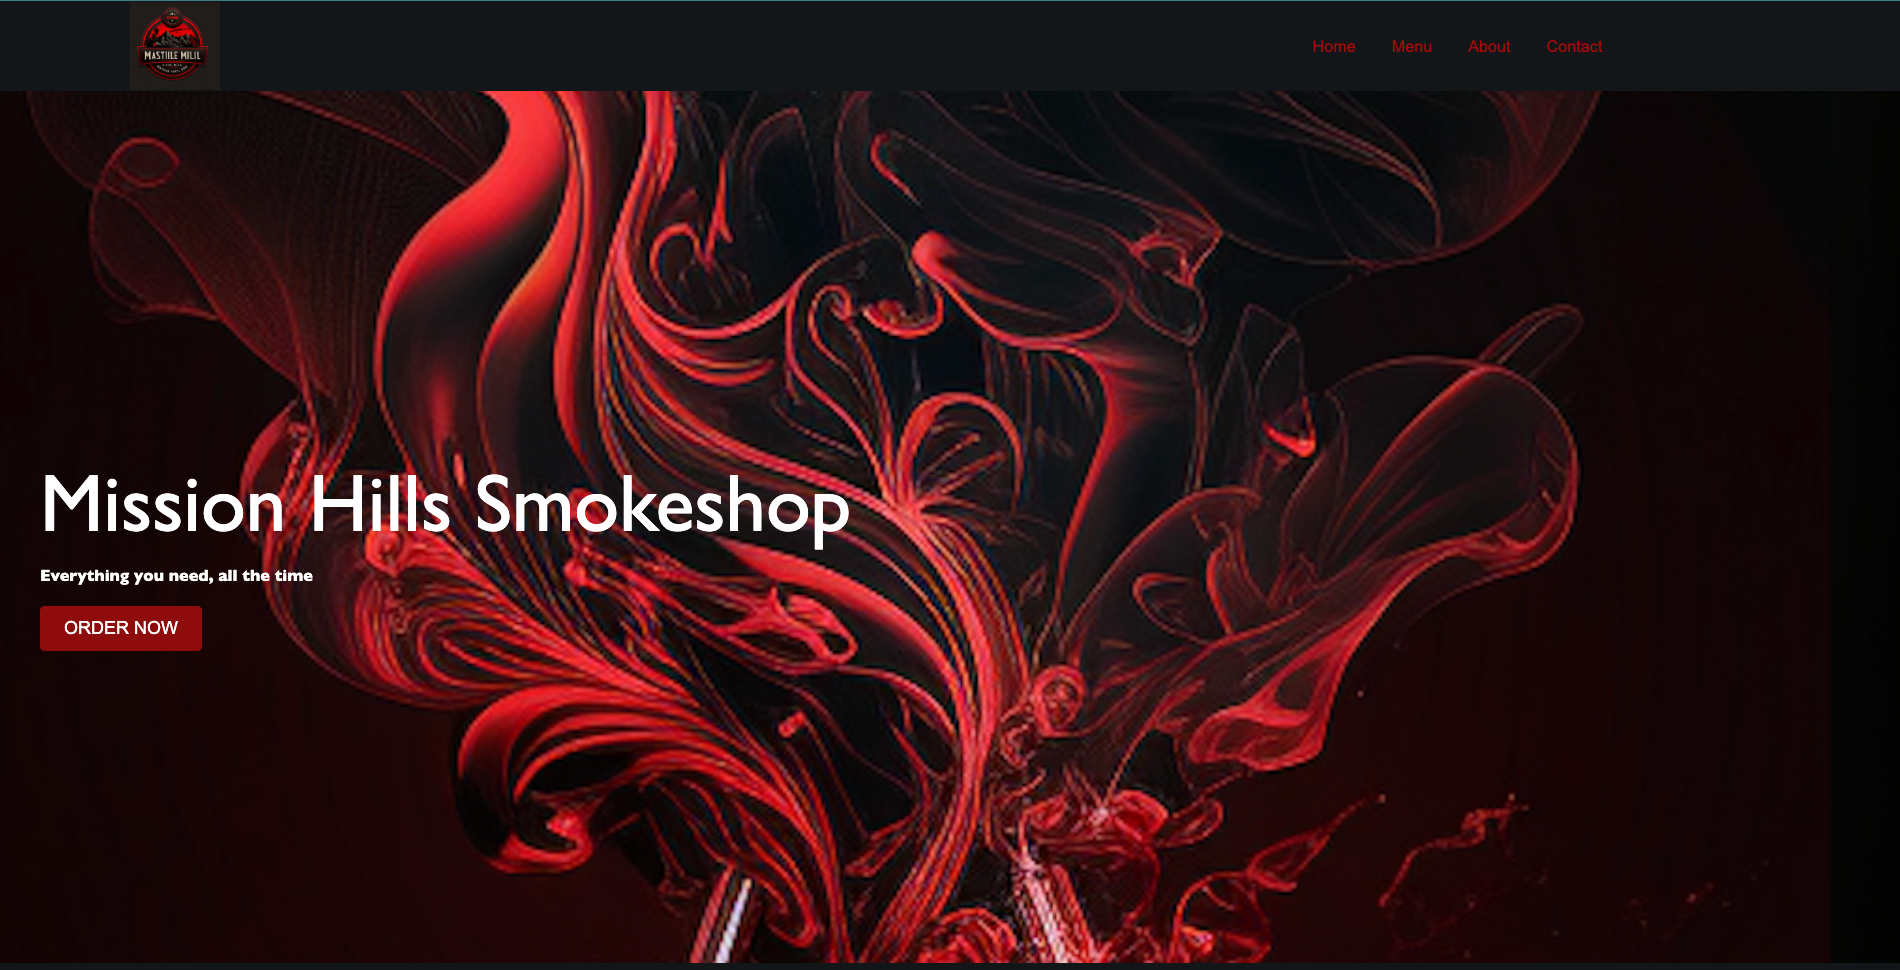 MASTIILE MILIL
Home Menu About Contact
Mission Hills Smokeshop
Everything you need, all the time
ORDER NOW